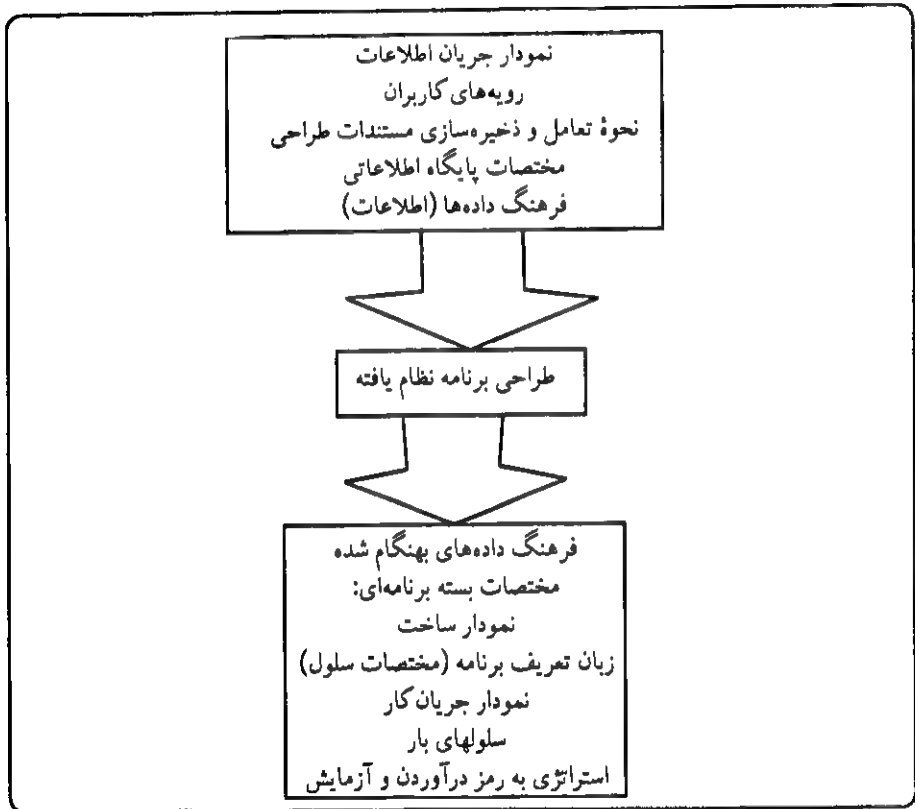 نمودار جریان اطلاعات
رویه‌های کاربران
نحوهٔ تعامل و ذخیره‌سازی مستندات طراحی
مختصات پایگاه اطلاعاتی
فرهنگ داده‌ها (اطلاعات)
طراحی برنامه نظام یافته
فرهنگ داده‌های بهنگام شده
مختصات بسته برنامه‌ای:
نمودار ساخت
زبان تعریف برنامه (مختصات سلول)
نمودار جریان کار
سلولهای بار
استراتژی به رمز درآوردن و آزمایش